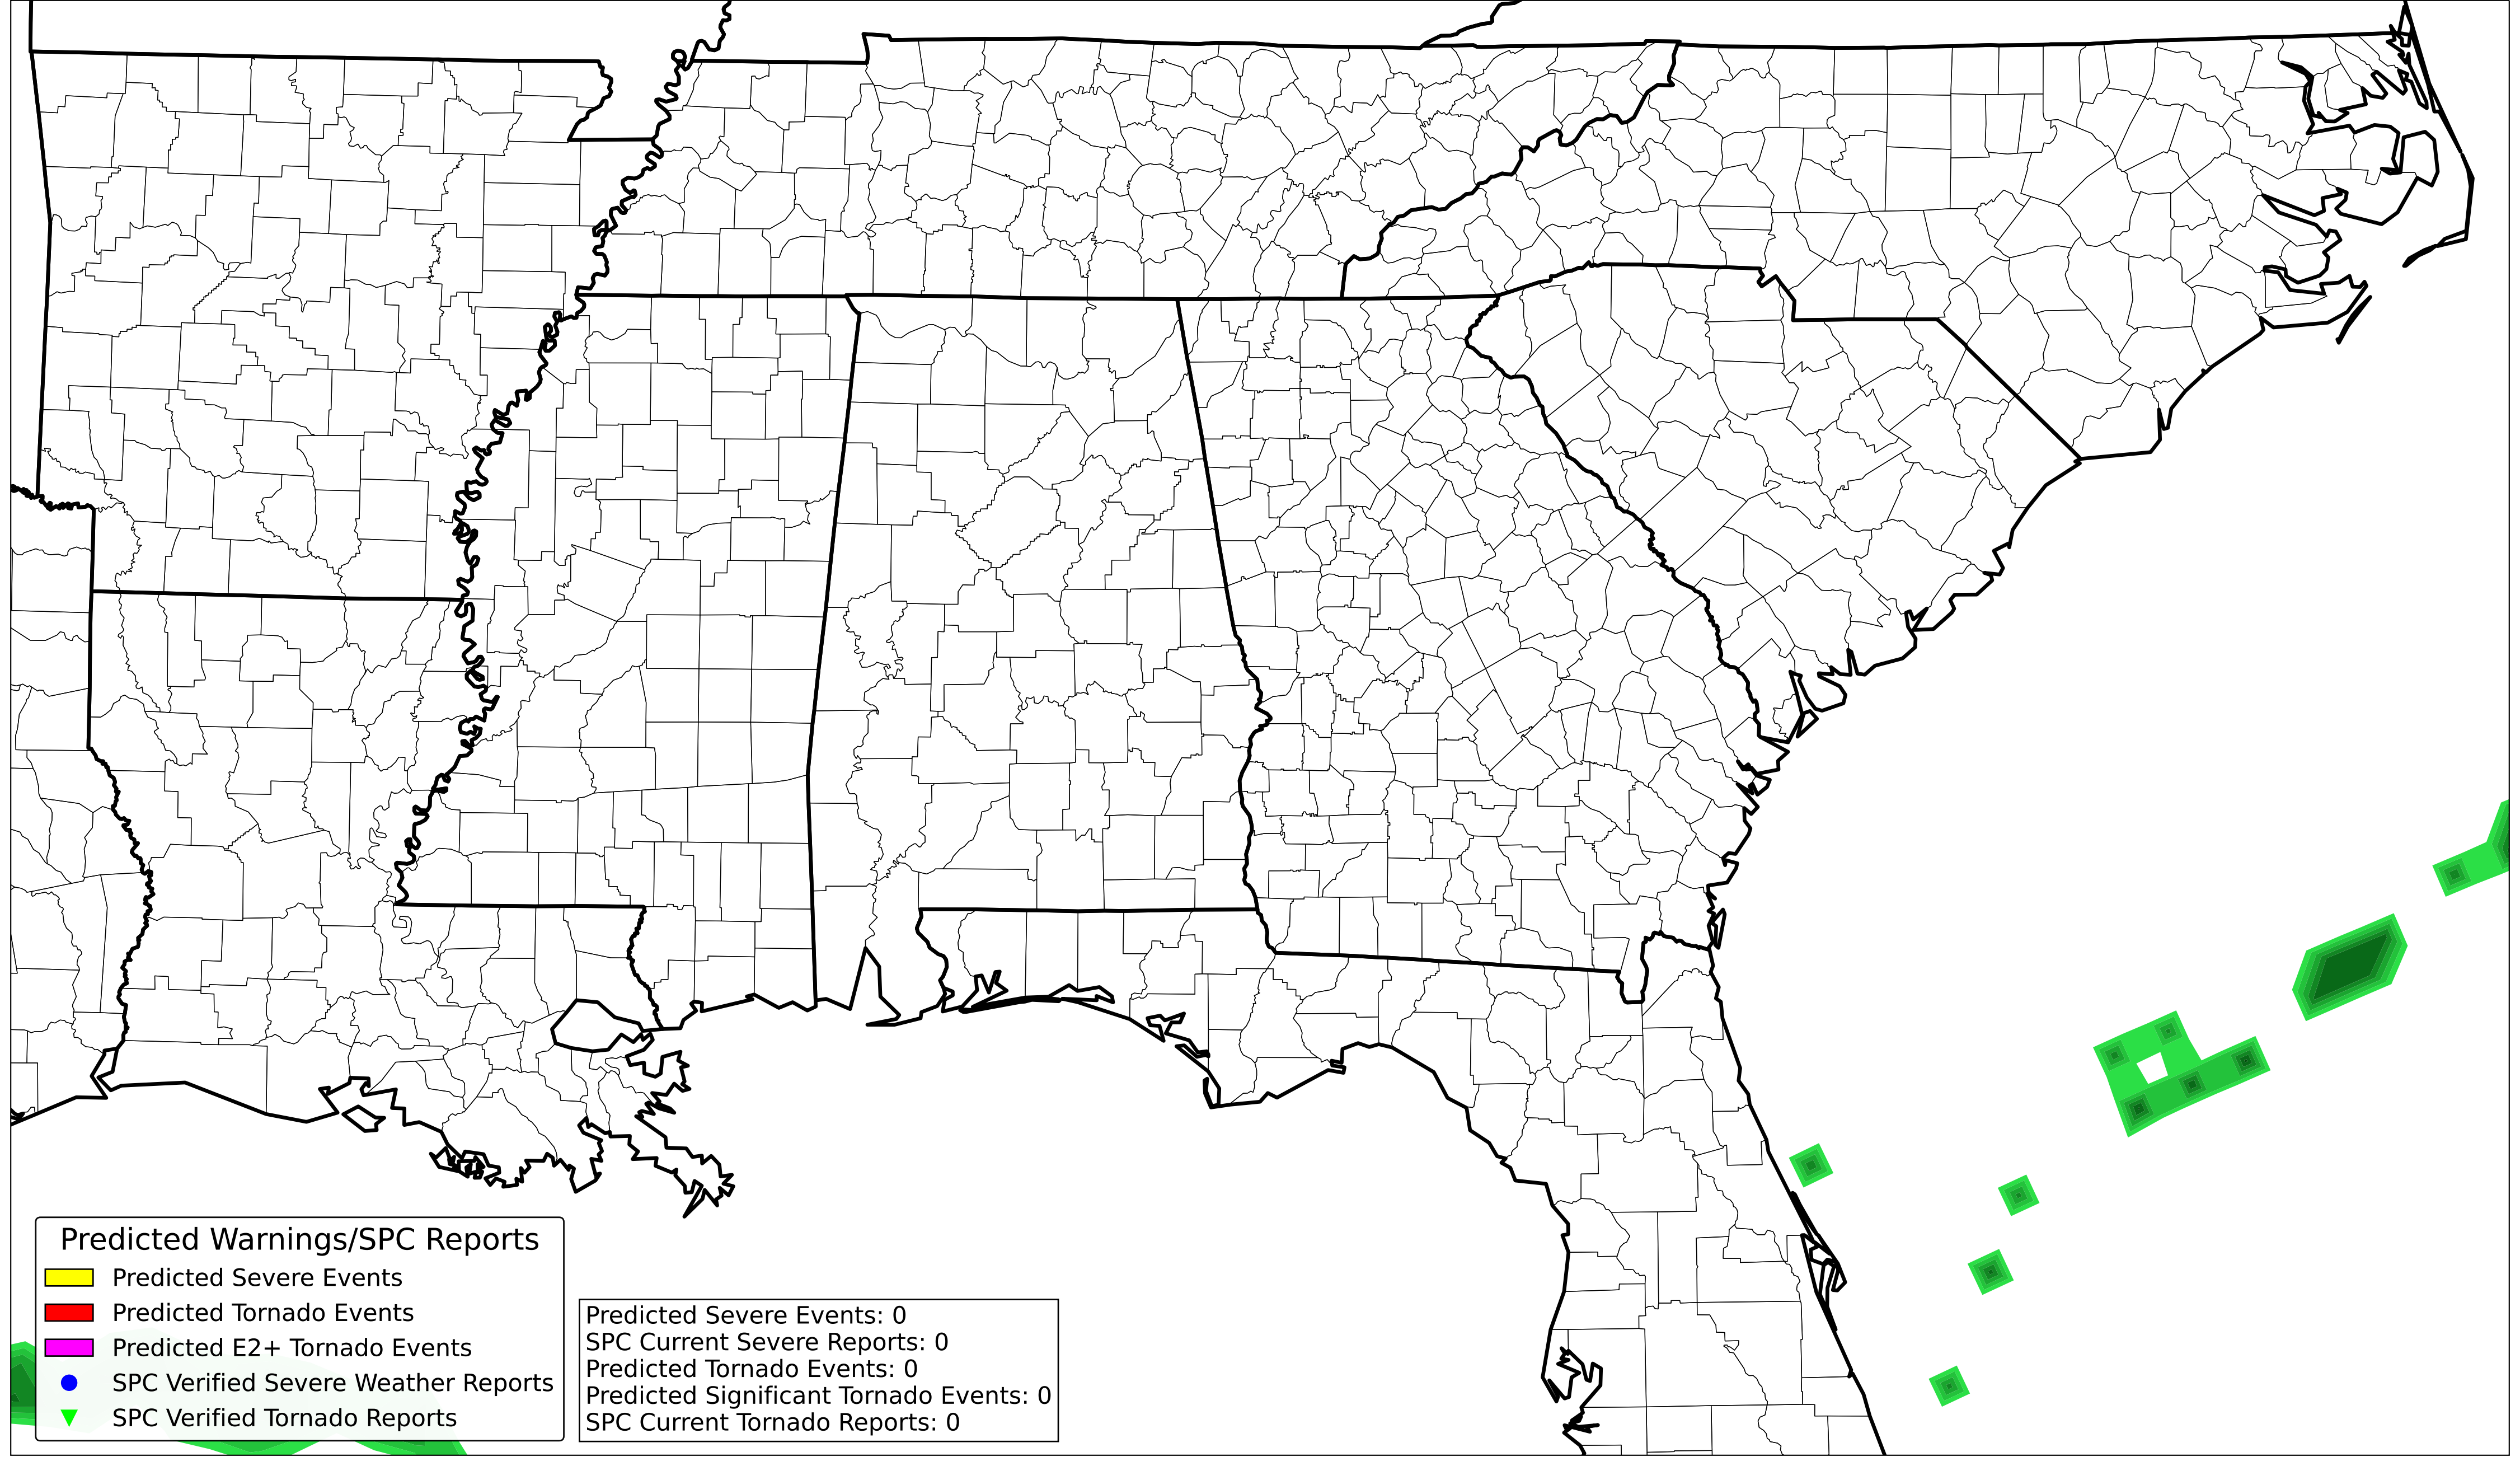 Predicted Warnings/SPC Reports
Predicted Severe Events
Predicted Tornado Events
Predicted E2+ Tornado Events
SPC Verified Severe Weather Reports
SPC Verified Tornado Reports
Predicted Severe Events: 0
SPC Current Severe Reports: 0
Predicted Tornado Events: 0
Predicted Significant Tornado Events: 0
SPC Current Tornado Reports: 0